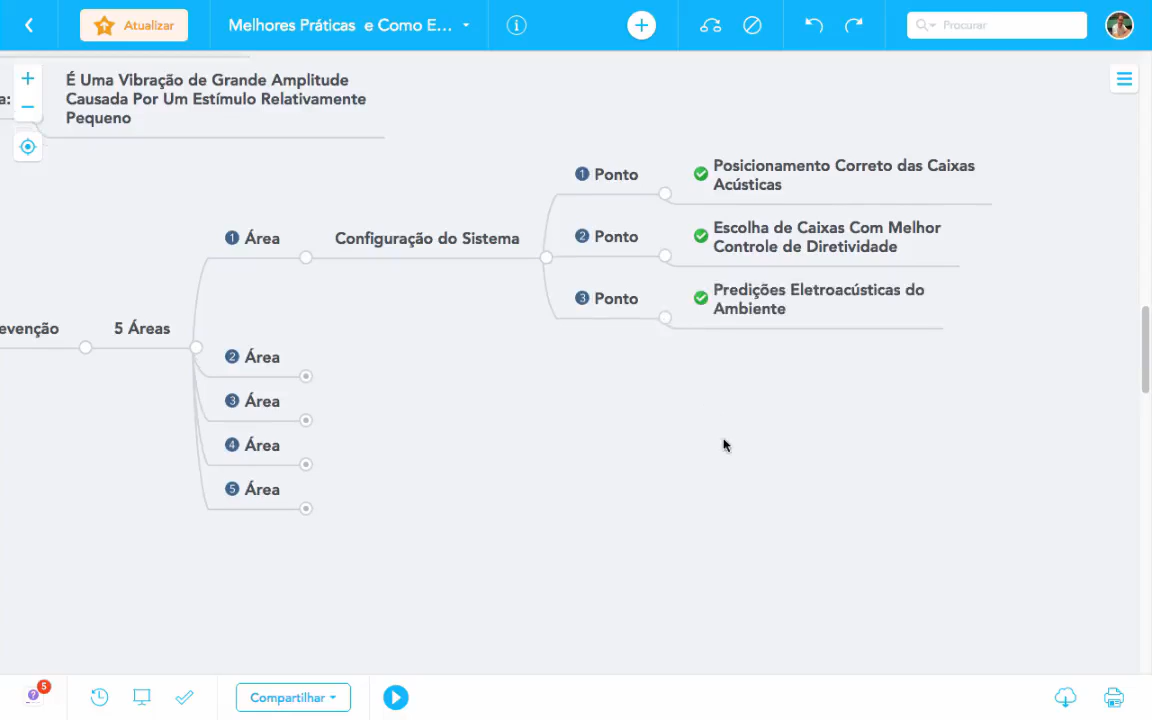 Atualizar
Melhores Práticas e Como E...
Procurar
É Uma Vibração de Grande Amplitude
Causada Por Um Estímulo Relativamente
Pequeno
a:
1 Ponto
Posicionamento Correto das Caixas
Acústicas
1 Área
Configuração do Sistema
2 Ponto
Escolha de Caixas Com Melhor
Controle de Diretividade
3 Ponto
Predições Eletroacústicas do
Ambiente
evenção
5 Áreas
2 Área
3 Área
4 Área
5 Área
5
Compartilhar